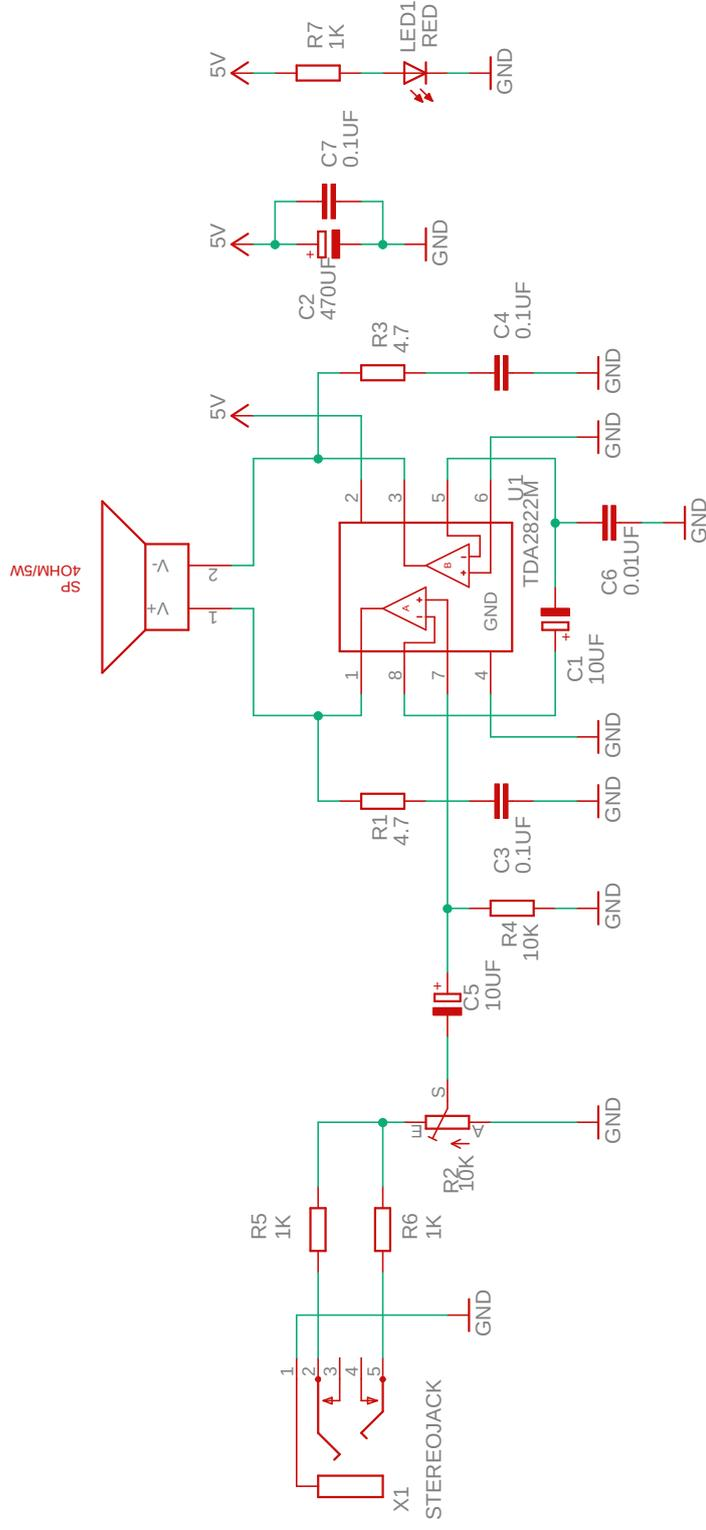 X1
STEREOJACK
1
2
3
4
5
GND
R5
1K
R6
1K
E
A
S
R2
10K
GND
C5
10UF
+
R4
10K
GND
R1
4.7
C3
0.1UF
GND
GND
SP
4OHM/5W
V+
V-
1
2
1
8
7
4
A
+
-
B
+
-
GND
2
3
5
6
U1
TDA2822M
C1
10UF
+
C6
0.01UF
GND
GND
5V
R3
4.7
C4
0.1UF
GND
5V
C2
470UF
+
C7
0.1UF
GND
5V
R7
1K
LED1
RED
GND